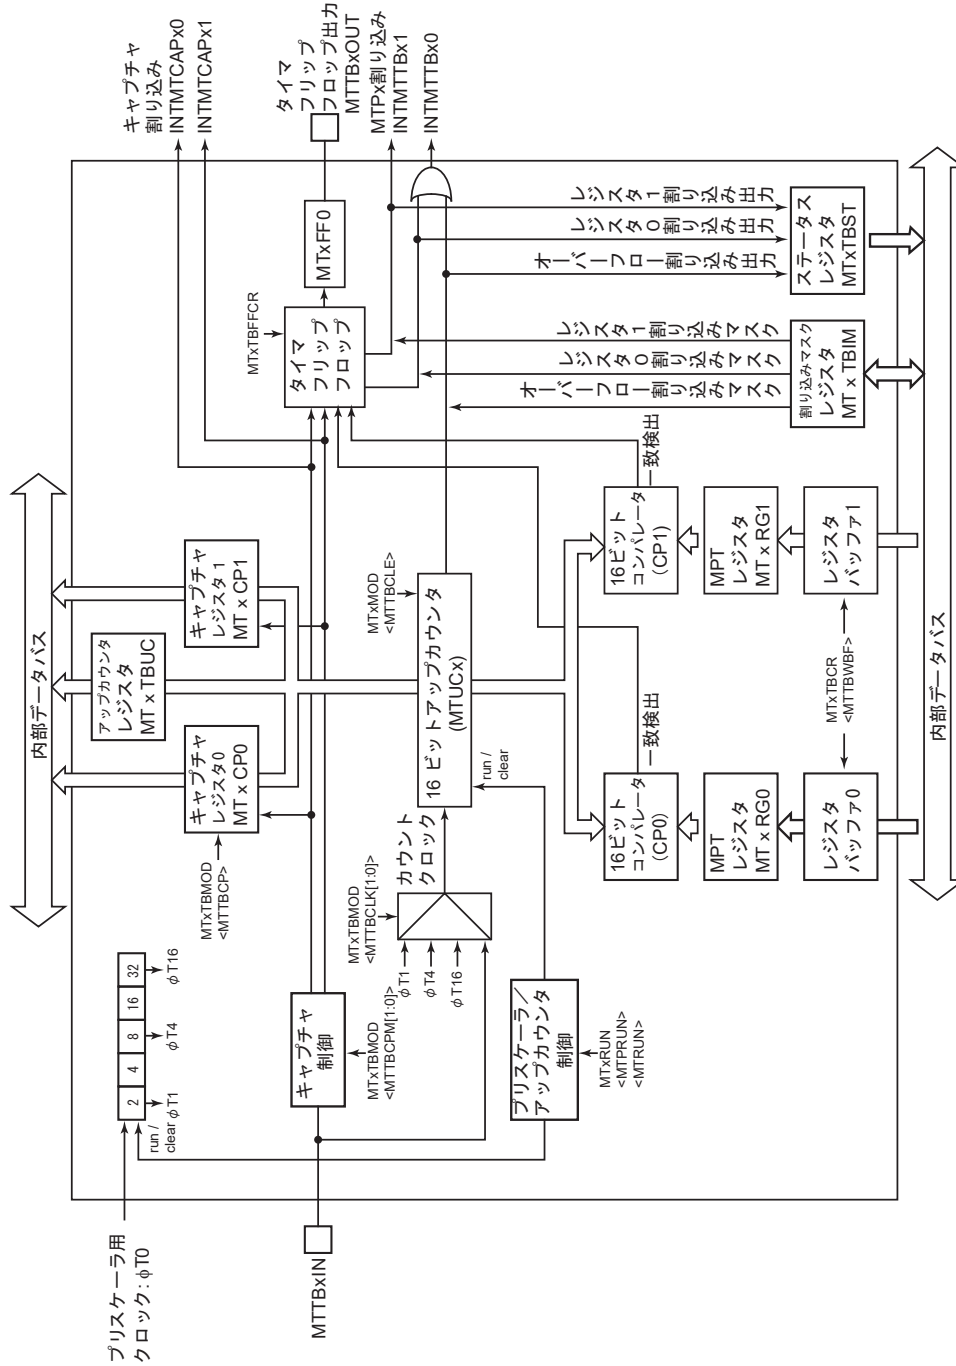 プリスケーラ用
クロック: φT0
2
4
8
16
32
run /
clear
φT1
φT4
φT16
内部データバス
アップカウンタ
レジスタ
MT x TBUC
キャプチャ
レジスタ0
MT x CP0
キャプチャ
レジスタ 1
MT x CP1
MTxTBMOD
<MTTBCP>
キャプチャ
割り込み
INTMTCAPx0
INTMTCAPx1
MTTBxIN
キャプチャ
制御
MTxTBMOD
<MTTBCPM[1:0]>
MTxTBMOD
<MTTBCLK[1:0]>
φT1
φT4
φT16
カウント
クロック
16 ビットアップカウンタ
(MTUCx)
MTxMOD
<MTTBCLE>
run /
clear
プリスケーラ/
アップカウンタ
制御
MTxRUN
<MTPRUN>
<MTRUN>
MTxTBFFCR
タイマ
フリップ
フロップ
MTxFF0
タイマ
フリップ
フロップ出力
MTTBxOUT
MTPx割り込み
INTMTTBx1
INTMTTBx0
16ビット
コンパレータ
(CP0)
一致検出
16ビット
コンパレータ
(CP1)
一致検出
MPT
レジスタ
MT x RG0
MPT
レジスタ
MT x RG1
レジスタ
バッファ0
レジスタ
バッファ1
MTxTBCR
<MTTBWBF>
オーバーフロー割り込みマスク
レジスタ0割り込みマスク
レジスタ1割り込みマスク
オーバーフロー割り込み出力
レジスタ0割り込み出力
レジスタ1割り込み出力
割り込みマスク
レジスタ
MT x TBIM
ステータス
レジスタ
MTxTBST
内部データバス